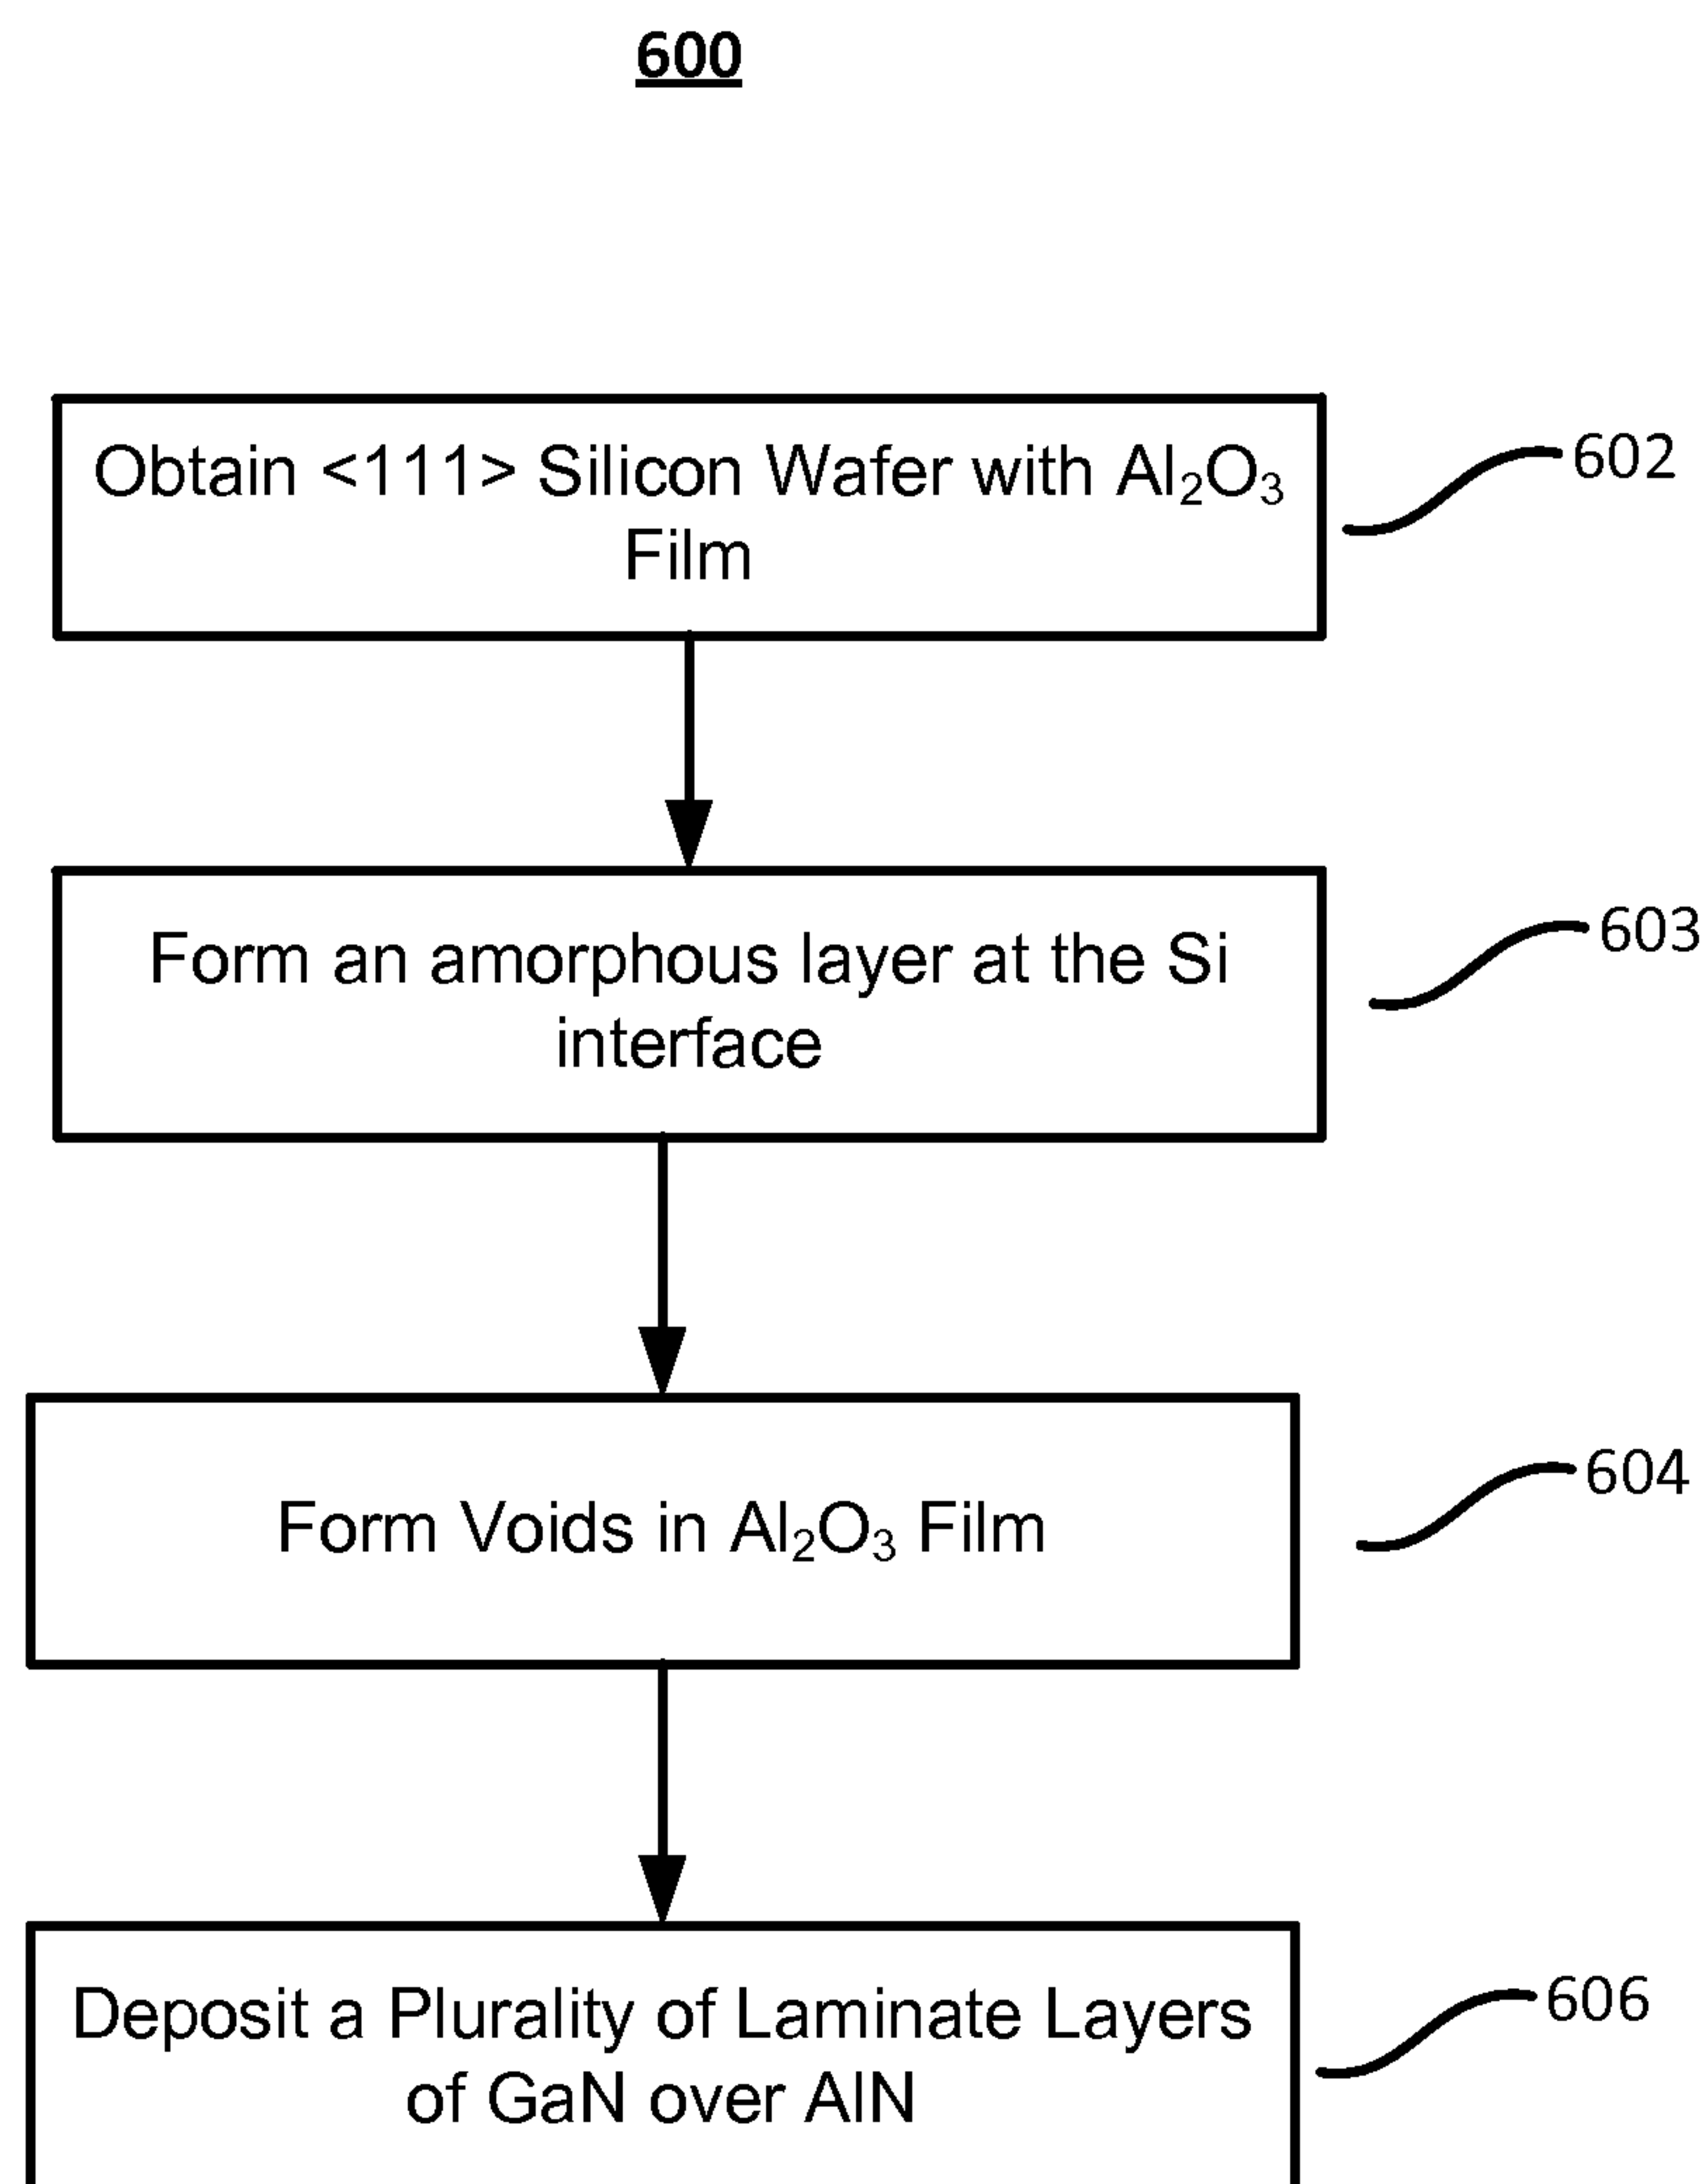 600
Obtain <111> Silicon Wafer with Al₂O₃
Film
602
Form an amorphous layer at the Si
interface
603
Form Voids in Al₂O₃ Film
604
Deposit a Plurality of Laminate Layers
of GaN over AlN
606